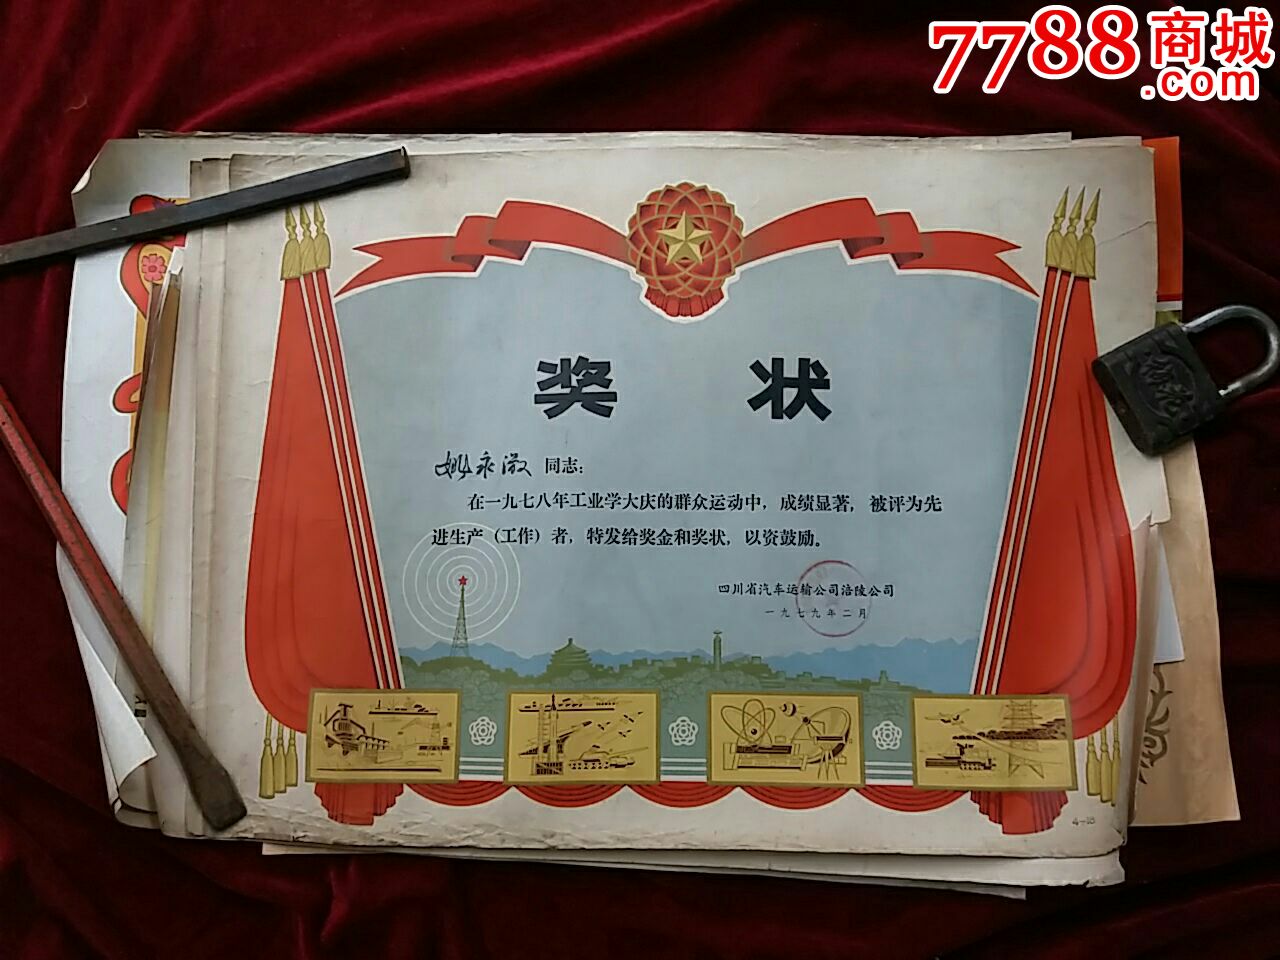 7788商城
.com
奖 状
姚永淑 同志：
在一九七八年工业学大庆的群众运动中，成绩显著，被评为先
进生产（工作）者，特发给奖金和奖状，以资鼓励。
四川省汽车运输公司涪陵公司
一九七九年二月
4-18